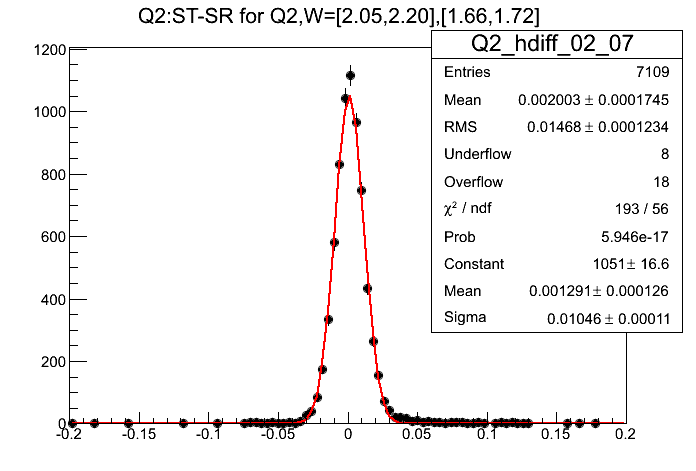 Q2:ST-SR for Q2,W=[2.05,2.20],[1.66,1.72]
Q2_hdiff_02_07
Entries 7109
Mean 0.002003 ± 0.0001745
RMS 0.01468 ± 0.0001234
Underflow 8
Overflow 18
χ² / ndf 193 / 56
Prob 5.946e-17
Constant 1051± 16.6
Mean 0.001291± 0.000126
Sigma 0.01046 ± 0.00011
1200
1000
800
600
400
200
0
-0.2 -0.15 -0.1 -0.05 0 0.05 0.1 0.15 0.2